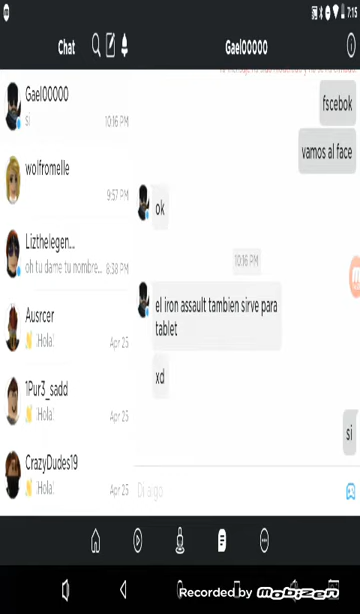 7:15
Chat
Gael00000
Gael00000
si
10:16 PM
wolfromelle
9:57 PM
Lizthelegen...
oh tu dame tu nombre... 8:38 PM
Ausrcer
¡Hola!
Apr 25
1Pur3_sadd
¡Hola!
Apr 25
CrazyDudes19
¡Hola!
Apr 25
fscebok
vamos al face
ok
10:16 PM
el iron assault tambien sirve para
tablet
xd
si
Di algo
Recorded by Mobizen